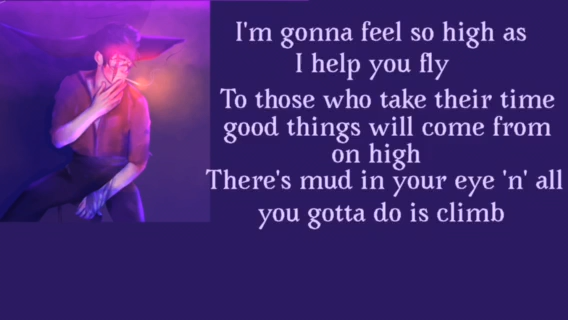 I'm gonna feel so high as
I help you fly
To those who take their time
good things will come from
on high
There's mud in your eye 'n' all
you gotta do is climb